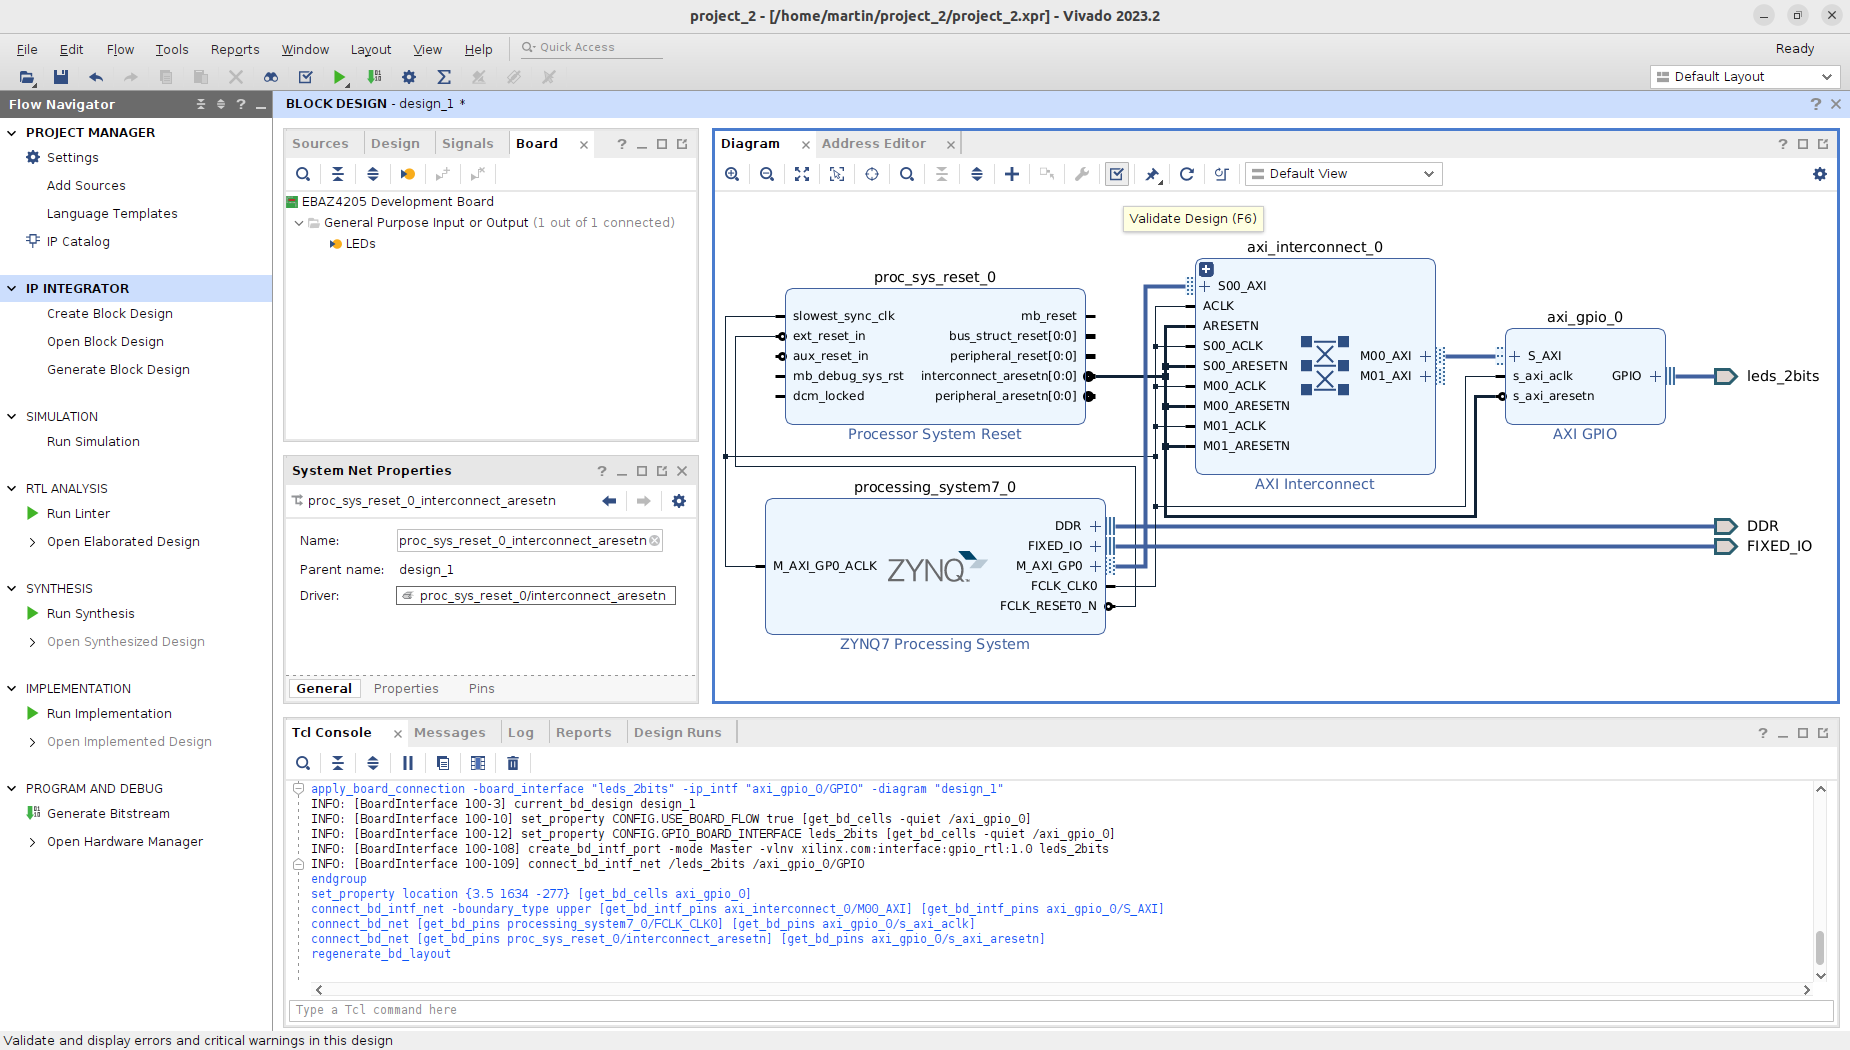 project_2 - [/home/martin/project_2/project_2.xpr] - Vivado 2023.2
File Edit Flow Tools Reports Window Layout View Help Quick Access Ready
Default Layout
Flow Navigator
PROJECT MANAGER
Settings
Add Sources
Language Templates
IP Catalog
IP INTEGRATOR
Create Block Design
Open Block Design
Generate Block Design
SIMULATION
Run Simulation
RTL ANALYSIS
Run Linter
Open Elaborated Design
SYNTHESIS
Run Synthesis
Open Synthesized Design
IMPLEMENTATION
Run Implementation
Open Implemented Design
PROGRAM AND DEBUG
Generate Bitstream
Open Hardware Manager
BLOCK DESIGN - design_1 *
Sources Design Signals Board
EBAZ4205 Development Board
General Purpose Input or Output (1 out of 1 connected)
LEDs
System Net Properties
proc_sys_reset_0_interconnect_aresetn
Name: proc_sys_reset_0_interconnect_aresetn
Parent name: design_1
Driver: proc_sys_reset_0/interconnect_aresetn
General Properties Pins
Diagram Address Editor
Default View
Validate Design (F6)
proc_sys_reset_0
slowest_sync_clk
ext_reset_in
aux_reset_in
mb_debug_sys_rst
dcm_locked
mb_reset
bus_struct_reset[0:0]
peripheral_reset[0:0]
interconnect_aresetn[0:0]
peripheral_aresetn[0:0]
Processor System Reset
axi_interconnect_0
S00_AXI
ACLK
ARESETN
S00_ACLK
S00_ARESETN
M00_ACLK
M00_ARESETN
M01_ACLK
M01_ARESETN
M00_AXI
M01_AXI
AXI Interconnect
axi_gpio_0
S_AXI
s_axi_aclk
s_axi_aresetn
GPIO
AXI GPIO
leds_2bits
processing_system7_0
M_AXI_GP0_ACLK
ZYNQ
DDR
FIXED_IO
M_AXI_GP0
FCLK_CLK0
FCLK_RESET0_N
ZYNQ7 Processing System
DDR
FIXED_IO
Tcl Console Messages Log Reports Design Runs
apply_board_connection -board_interface "leds_2bits" -ip_intf "axi_gpio_0/GPIO" -diagram "design_1"
INFO: [BoardInterface 100-3] current_bd_design design_1
INFO: [BoardInterface 100-10] set_property CONFIG.USE_BOARD_FLOW true [get_bd_cells -quiet /axi_gpio_0]
INFO: [BoardInterface 100-12] set_property CONFIG.GPIO_BOARD_INTERFACE leds_2bits [get_bd_cells -quiet /axi_gpio_0]
INFO: [BoardInterface 100-108] create_bd_intf_port -mode Master -vlnv xilinx.com:interface:gpio_rtl:1.0 leds_2bits
INFO: [BoardInterface 100-109] connect_bd_intf_net /leds_2bits /axi_gpio_0/GPIO
endgroup
set_property location {3.5 1634 -277} [get_bd_cells axi_gpio_0]
connect_bd_intf_net -boundary_type upper [get_bd_intf_pins axi_interconnect_0/M00_AXI] [get_bd_intf_pins axi_gpio_0/S_AXI]
connect_bd_net [get_bd_pins processing_system7_0/FCLK_CLK0] [get_bd_pins axi_gpio_0/s_axi_aclk]
connect_bd_net [get_bd_pins proc_sys_reset_0/interconnect_aresetn] [get_bd_pins axi_gpio_0/s_axi_aresetn]
regenerate_bd_layout
Type a Tcl command here
Validate and display errors and critical warnings in this design